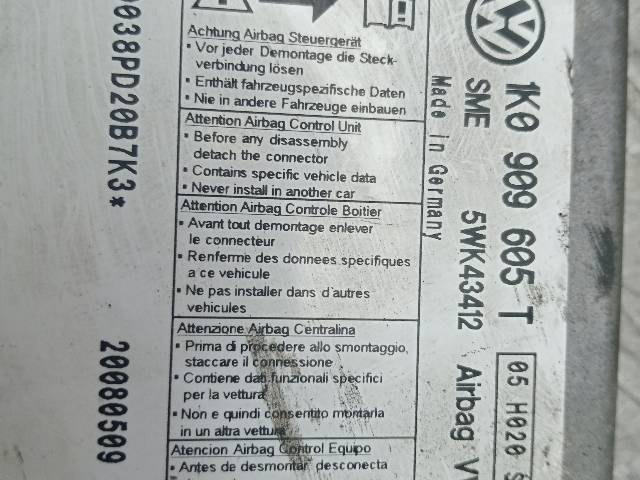 Achtung Airbag Steuergerät
• Vor jeder Demontage die Steck-
verbindung lösen
• Enthält fahrzeugspezifische Daten
• Nie in andere Fahrzeuge einbauen
Attention Airbag Control Unit
• Before any disassembly
detach the connector
• Contains specific vehicle data
• Never install in another car
Attention Airbag Controle Boitier
• Avant tout demontage enlever
le connecteur
• Renferme des donnees specifiques
a ce vehicule
• Ne pas installer dans d'autres
vehicules
Attenzione Airbag Centralina
• Prima di procedere allo smontaggio,
staccare il connessione
• Contiene dati funzionali specifici
per la vettura
• Non e quindi consentito montarla
in un altra vettura
Atencion Airbag Control Equipo
• Antes de desmontar, desconecta
1K0 909 605 T
05 H020
SME 5WK43412 Airbag
Made in Germany
038PD20B7K3*
20080509